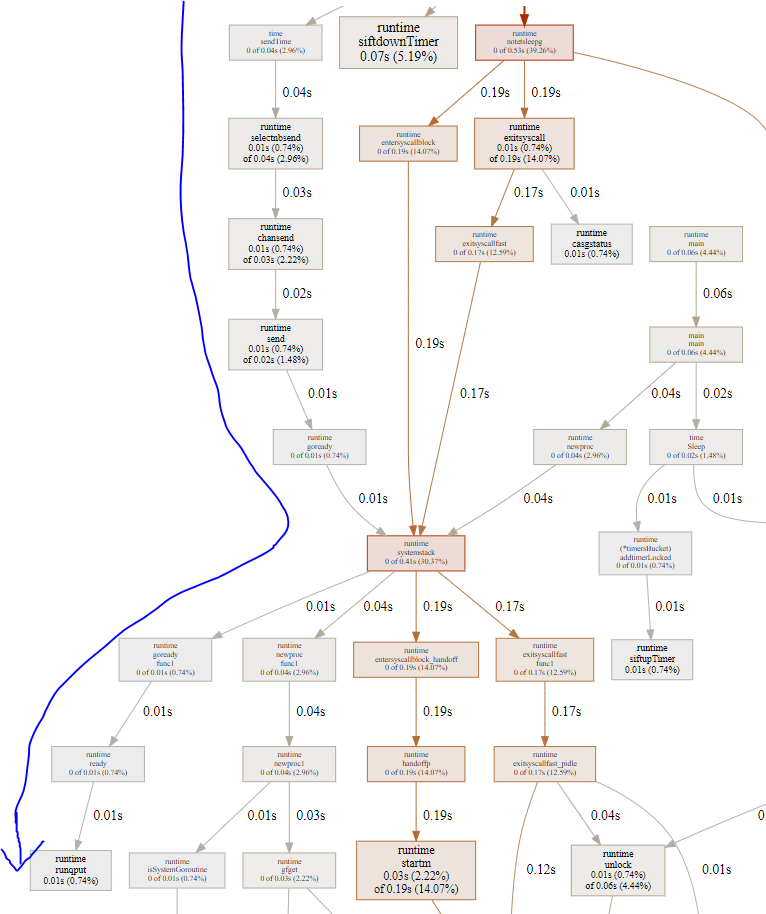 time
sendTime
0 of 0.04s (2.96%)
runtime
siftdownTimer
0.07s (5.19%)
runtime
notetsleepg
0 of 0.53s (39.26%)
0.04s
0.19s
0.19s
runtime
selectnbsend
0.01s (0.74%)
of 0.04s (2.96%)
runtime
entersyscallblock
0 of 0.19s (14.07%)
runtime
exitsyscall
0.01s (0.74%)
of 0.19s (14.07%)
0.03s
0.17s
0.01s
runtime
chansend
0.01s (0.74%)
of 0.03s (2.22%)
runtime
exitsyscallfast
0 of 0.17s (12.59%)
runtime
casgstatus
0.01s (0.74%)
runtime
main
0 of 0.06s (4.44%)
0.02s
0.06s
runtime
send
0.01s (0.74%)
of 0.02s (1.48%)
0.19s
main
main
0 of 0.06s (4.44%)
0.01s
0.17s
0.04s
0.02s
runtime
goready
0 of 0.01s (0.74%)
runtime
newproc
0 of 0.04s (2.96%)
time
Sleep
0 of 0.02s (1.48%)
0.01s
0.04s
0.01s
0.01s
runtime
systemstack
0 of 0.41s (30.37%)
runtime
(*timersBucket)
addtimerLocked
0 of 0.01s (0.74%)
0.01s
0.04s
0.19s
0.17s
0.01s
runtime
goready
func1
0 of 0.01s (0.74%)
runtime
newproc
func1
0 of 0.04s (2.96%)
runtime
entersyscallblock_handoff
0 of 0.19s (14.07%)
runtime
exitsyscallfast
func1
0 of 0.17s (12.59%)
runtime
siftupTimer
0.01s (0.74%)
0.01s
0.04s
0.19s
0.17s
runtime
ready
0 of 0.01s (0.74%)
runtime
newproc1
0 of 0.04s (2.96%)
runtime
handoffp
0 of 0.19s (14.07%)
runtime
exitsyscallfast_pidle
0 of 0.17s (12.59%)
0.01s
0.01s
0.03s
0.19s
0.04s
0.
runtime
runqput
0.01s (0.74%)
runtime
isSystemGoroutine
0 of 0.01s (0.74%)
runtime
gfget
0 of 0.03s (2.22%)
runtime
startm
0.03s (2.22%)
of 0.19s (14.07%)
0.12s
runtime
unlock
0.01s (0.74%)
of 0.06s (4.44%)
0.01s